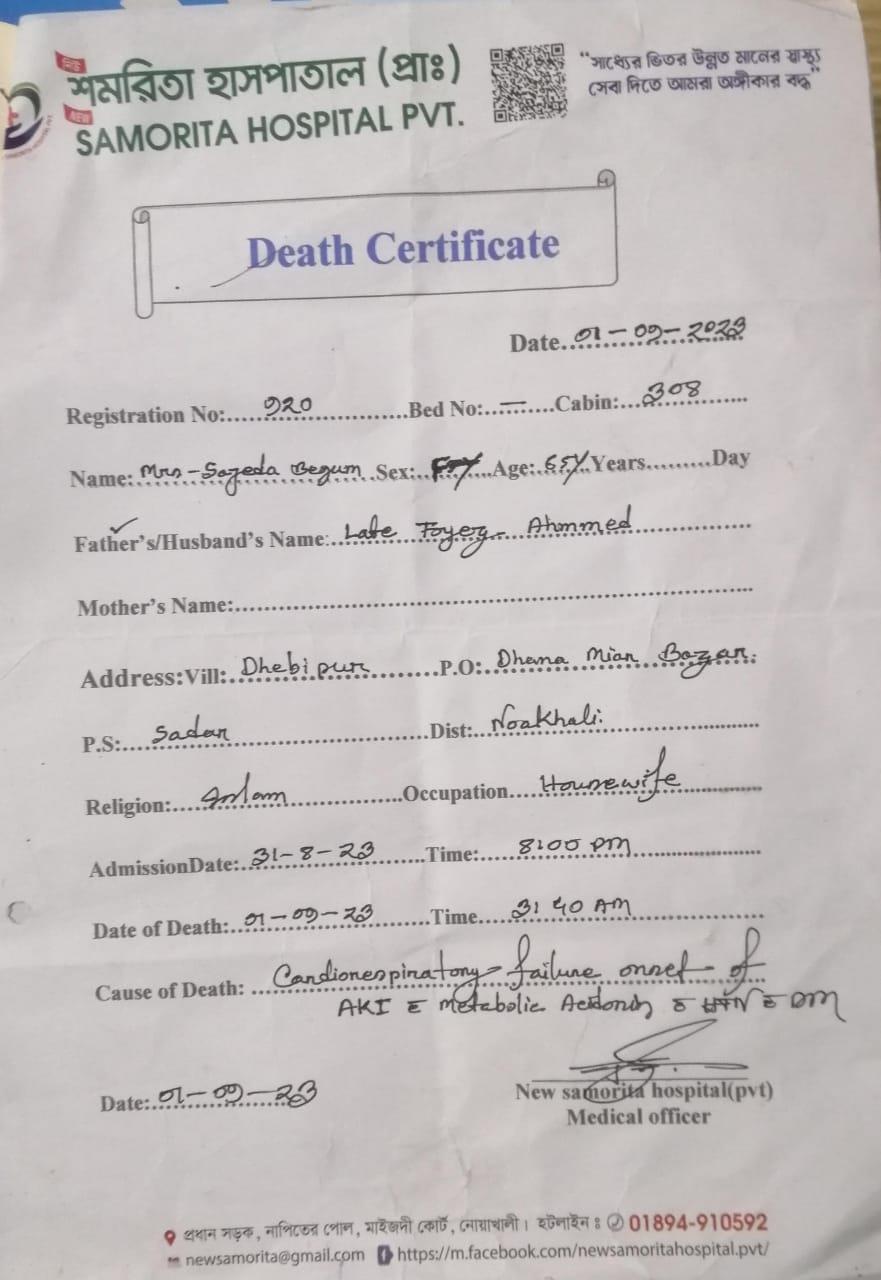 নিউ
শমরিতা হাসপাতাল (প্রাঃ)
NEW
SAMORITA HOSPITAL PVT.
"সাধ্যের ভিতর উন্নত মানের স্বাস্থ্য
সেবা দিতে আমরা অঙ্গীকার বদ্ধ"
Death Certificate
Date..01-09-2023
Registration No:.....920..........Bed No:..—....Cabin:...308......
Name: Mrs-Sajeda Begum Sex:.....Age: 65Y Years.........Day
Father's/Husband's Name: Late Foyez Ahmmed
Mother's Name:..........
Address:Vill: Dhebipur P.O: Dhana Mian Bazar.
P.S: Sadar Dist: Noakhali.
Religion: Islam Occupation Housewife
AdmissionDate: 31-8-23 Time: 8:00 PM
Date of Death: 01-09-23 Time 3:40 AM
Cause of Death: Cardiorespiratory failure onset of
AKI c̄ Metabolic Acidosis c̄ c̄ DM
Date: 01-09-23
New samorita hospital(pvt)
Medical officer
প্রধান সড়ক, নাপিতের পোল, মাইজদী কোর্ট, নোয়াখালী। হটলাইন ঃ 01894-910592
newsamorita@gmail.com https://m.facebook.com/newsamoritahospital.pvt/